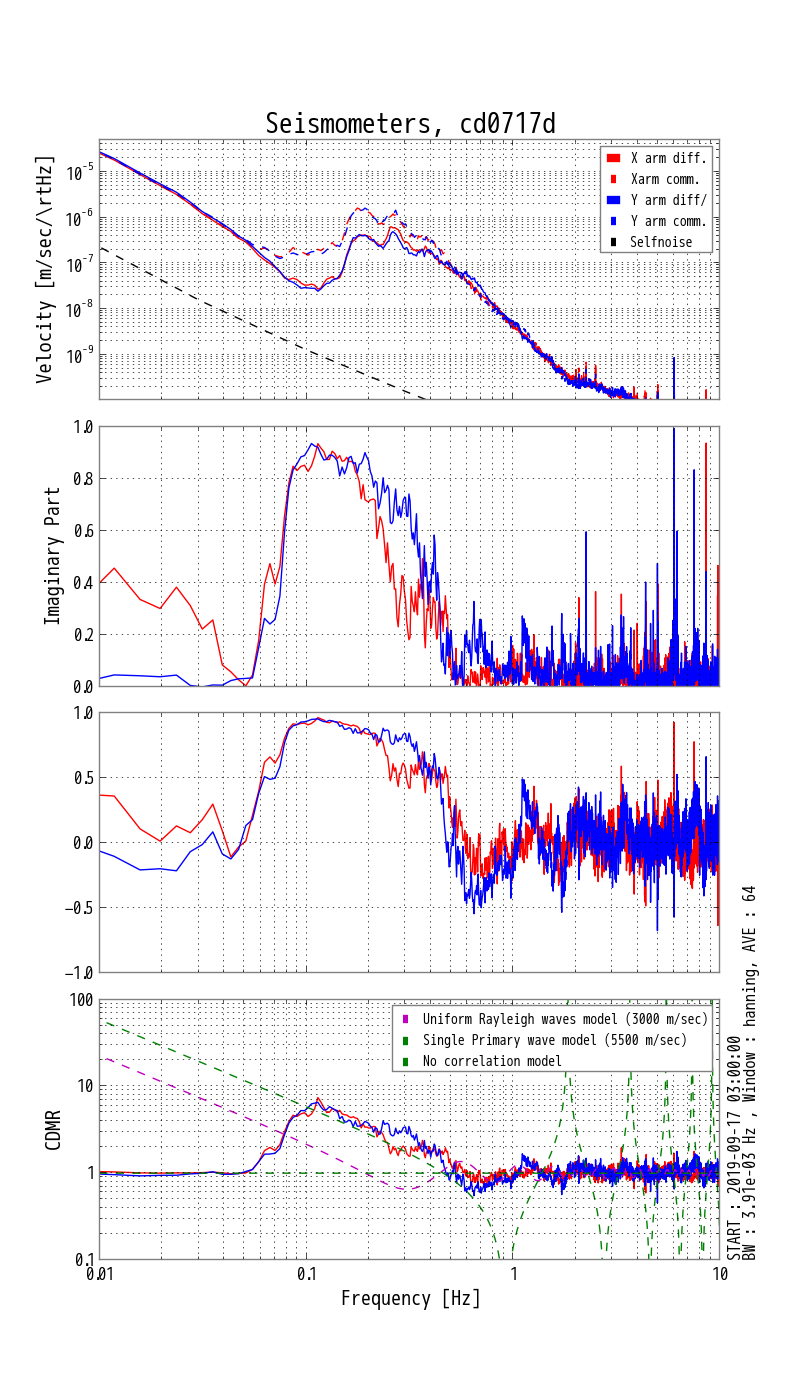 Seismometers, cd0717d
Velocity [m/sec/\rtHz]
10⁻⁵
10⁻⁶
10⁻⁷
10⁻⁸
10⁻⁹
X arm diff.
Xarm comm.
Y arm diff/
Y arm comm.
Selfnoise
Imaginary Part
1.0
0.8
0.6
0.4
0.2
0.0
1.0
0.5
0.0
−0.5
−1.0
CDMR
100
10
1
0.1
Uniform Rayleigh waves model (3000 m/sec)
Single Primary wave model (5500 m/sec)
No correlation model
0.01 0.1 1 10
Frequency [Hz]
START : 2019-09-17 03:00:00
BW : 3.91e-03 Hz , Window : hanning, AVE : 64